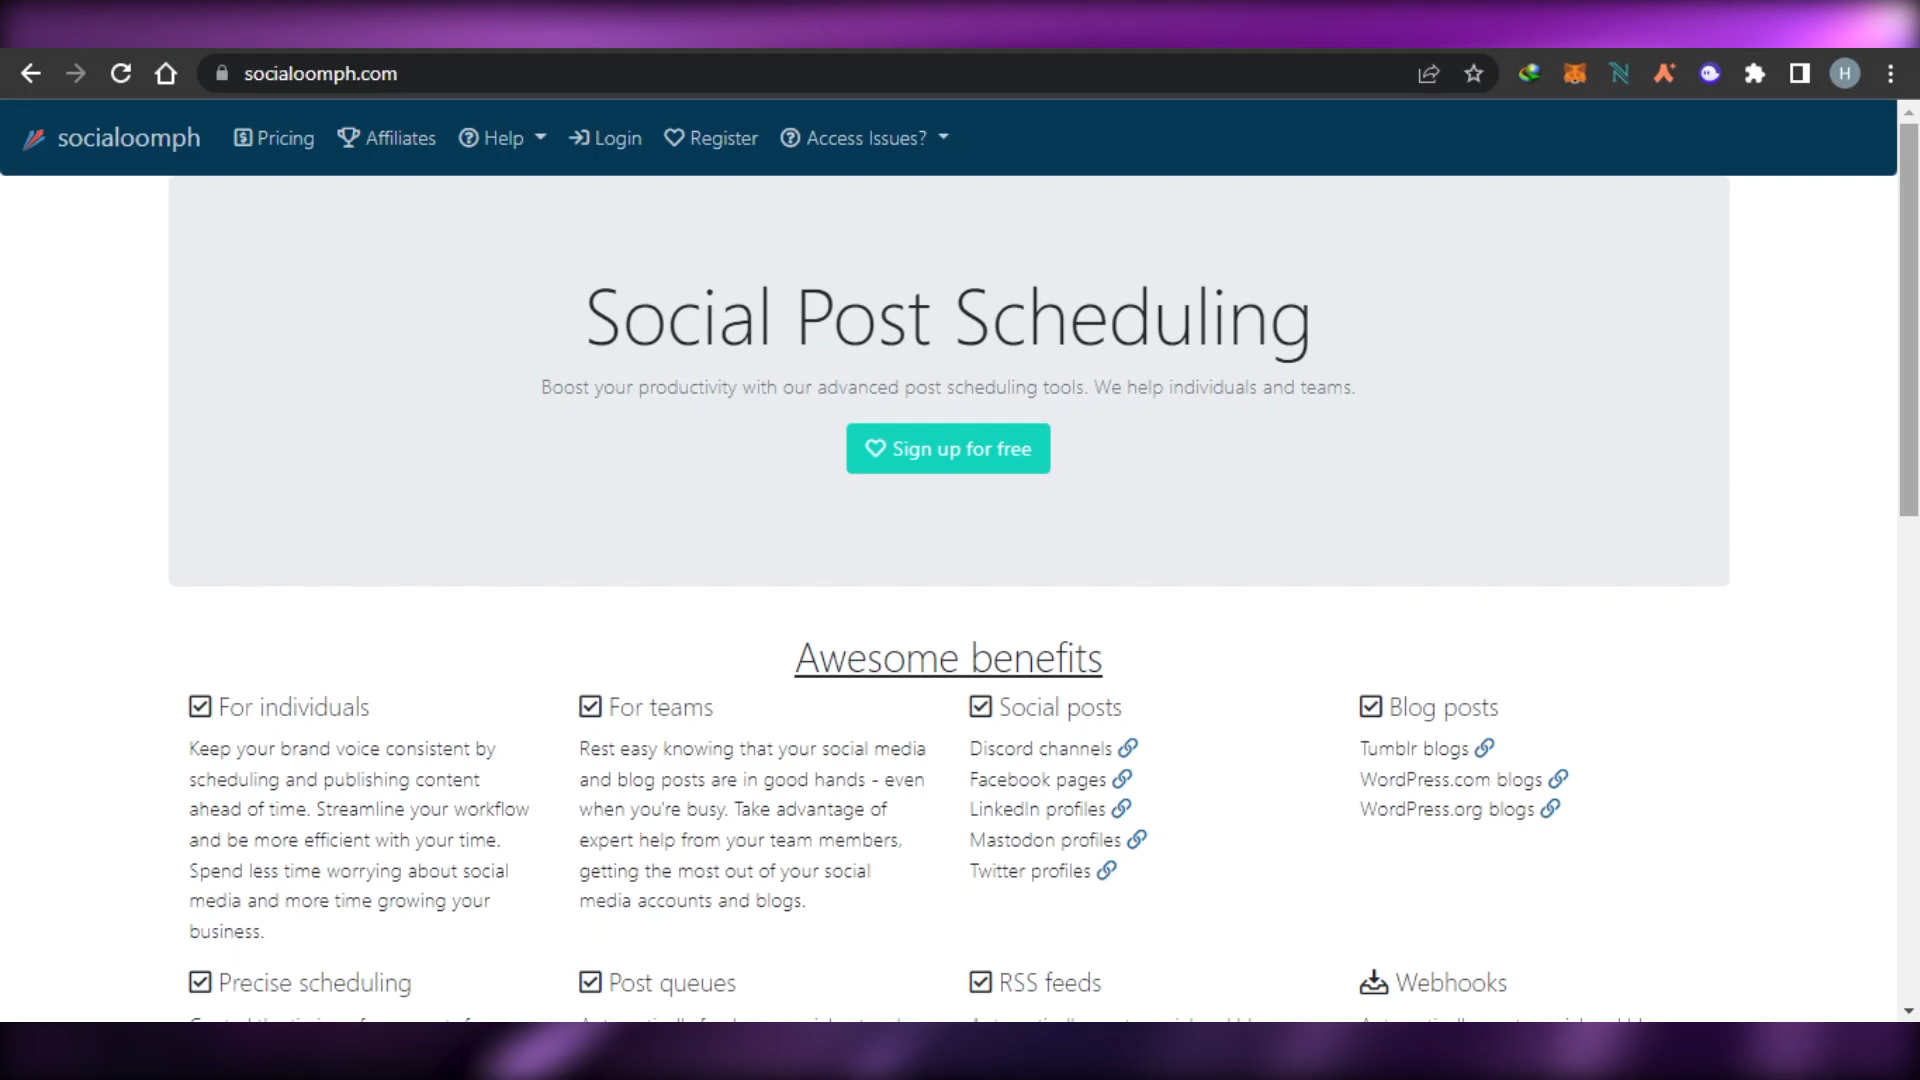 socialoomph.com
H
socialoomph Pricing Affiliates Help Login Register Access Issues?
Social Post Scheduling
Boost your productivity with our advanced post scheduling tools. We help individuals and teams.
Sign up for free
Awesome benefits
For individuals
Keep your brand voice consistent by
scheduling and publishing content
ahead of time. Streamline your workflow
and be more efficient with your time.
Spend less time worrying about social
media and more time growing your
business.
For teams
Rest easy knowing that your social media
and blog posts are in good hands - even
when you're busy. Take advantage of
expert help from your team members,
getting the most out of your social
media accounts and blogs.
Social posts
Discord channels
Facebook pages
LinkedIn profiles
Mastodon profiles
Twitter profiles
Blog posts
Tumblr blogs
WordPress.com blogs
WordPress.org blogs
Precise scheduling
Post queues
RSS feeds
Webhooks